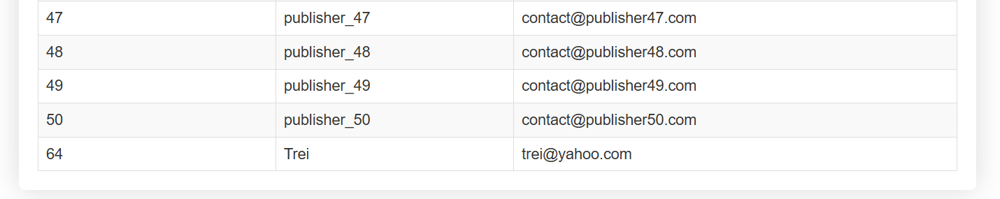 47 publisher_47 contact@publisher47.com
48 publisher_48 contact@publisher48.com
49 publisher_49 contact@publisher49.com
50 publisher_50 contact@publisher50.com
64 Trei trei@yahoo.com